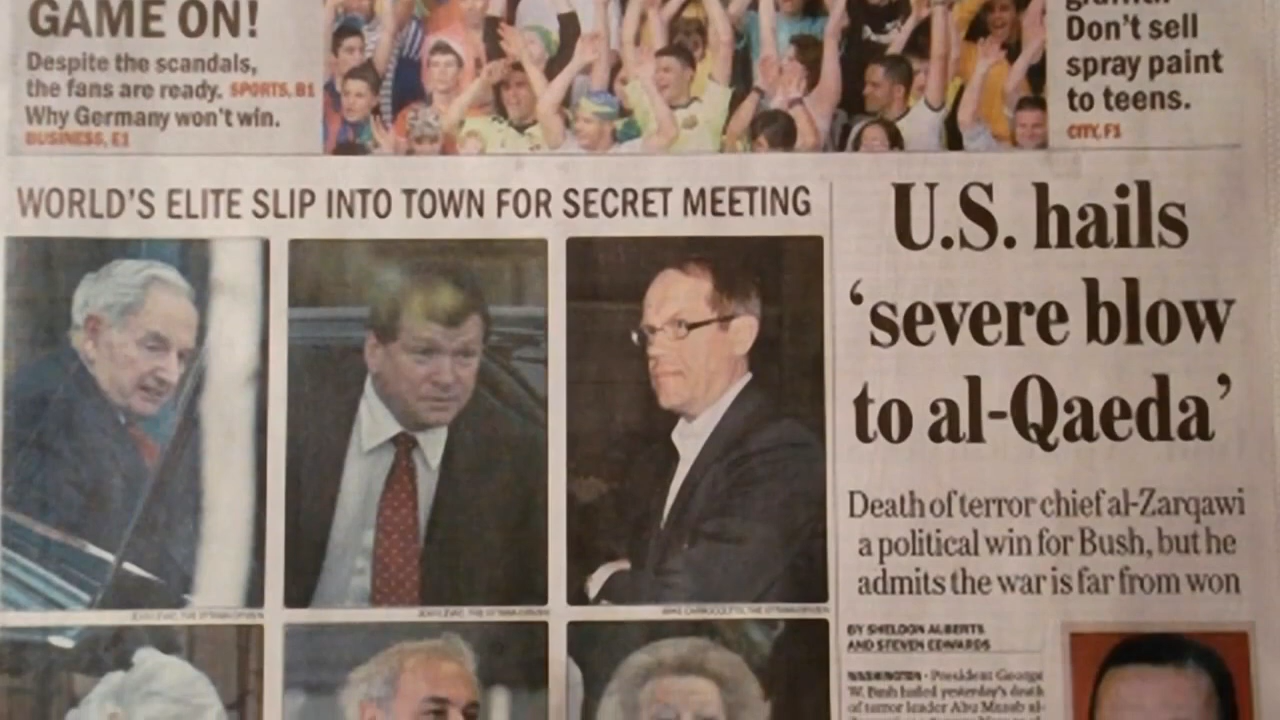 GAME ON!
Despite the scandals,
the fans are ready. SPORTS, B1
Why Germany won't win.
BUSINESS, E1
graffiti?
Don't sell
spray paint
to teens.
CITY, F1
WORLD'S ELITE SLIP INTO TOWN FOR SECRET MEETING
U.S. hails
‘severe blow
to al-Qaeda’
Death of terror chief al-Zarqawi
a political win for Bush, but he
admits the war is far from won
BY SHELDON ALBERTS
AND STEVEN EDWARDS
WASHINGTON · President George
W. Bush hailed yesterday's death
of terror leader Abu Musab al-